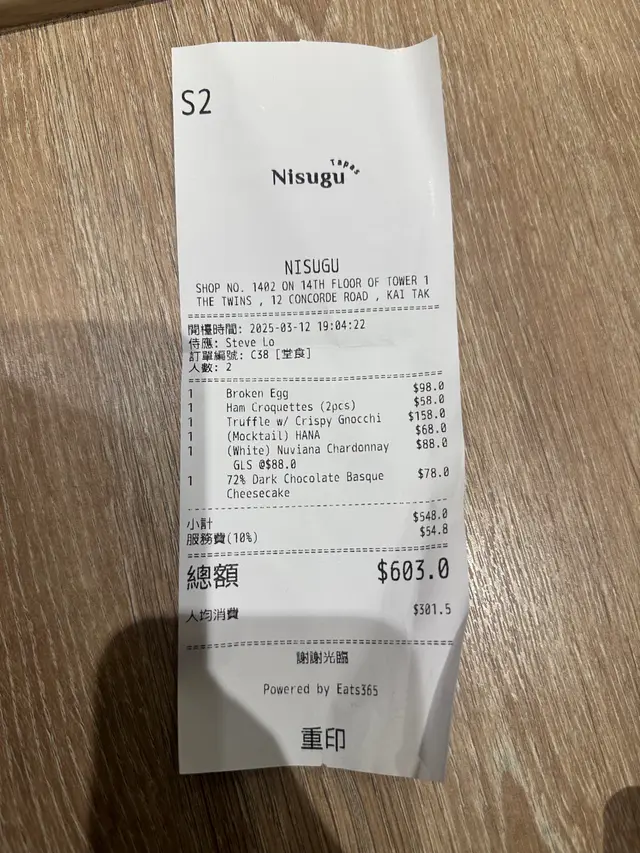 S2
Tapas
Nisugu
NISUGU
SHOP NO. 1402 ON 14TH FLOOR OF TOWER 1
THE TWINS , 12 CONCORDE ROAD , KAI TAK
開檯時間: 2025-03-12 19:04:22
侍應: Steve Lo
訂單編號: C38 [堂食]
人數: 2
1 Broken Egg $98.0
1 Ham Croquettes (2pcs) $58.0
1 Truffle w/ Crispy Gnocchi $158.0
1 (Mocktail) HANA $68.0
1 (White) Nuviana Chardonnay $88.0
GLS @$88.0
1 72% Dark Chocolate Basque $78.0
Cheesecake
小計 $548.0
服務費(10%) $54.8
總額 $603.0
人均消費 $301.5
謝謝光臨
Powered by Eats365
重印